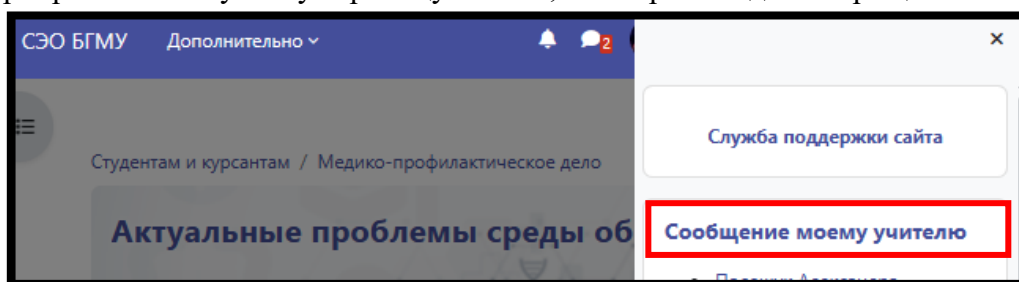 СЭО БГМУ Дополнительно 2
Служба поддержки сайта
Студентам и курсантам / Медико-профилактическое дело
Актуальные проблемы среды об
Сообщение моему учителю